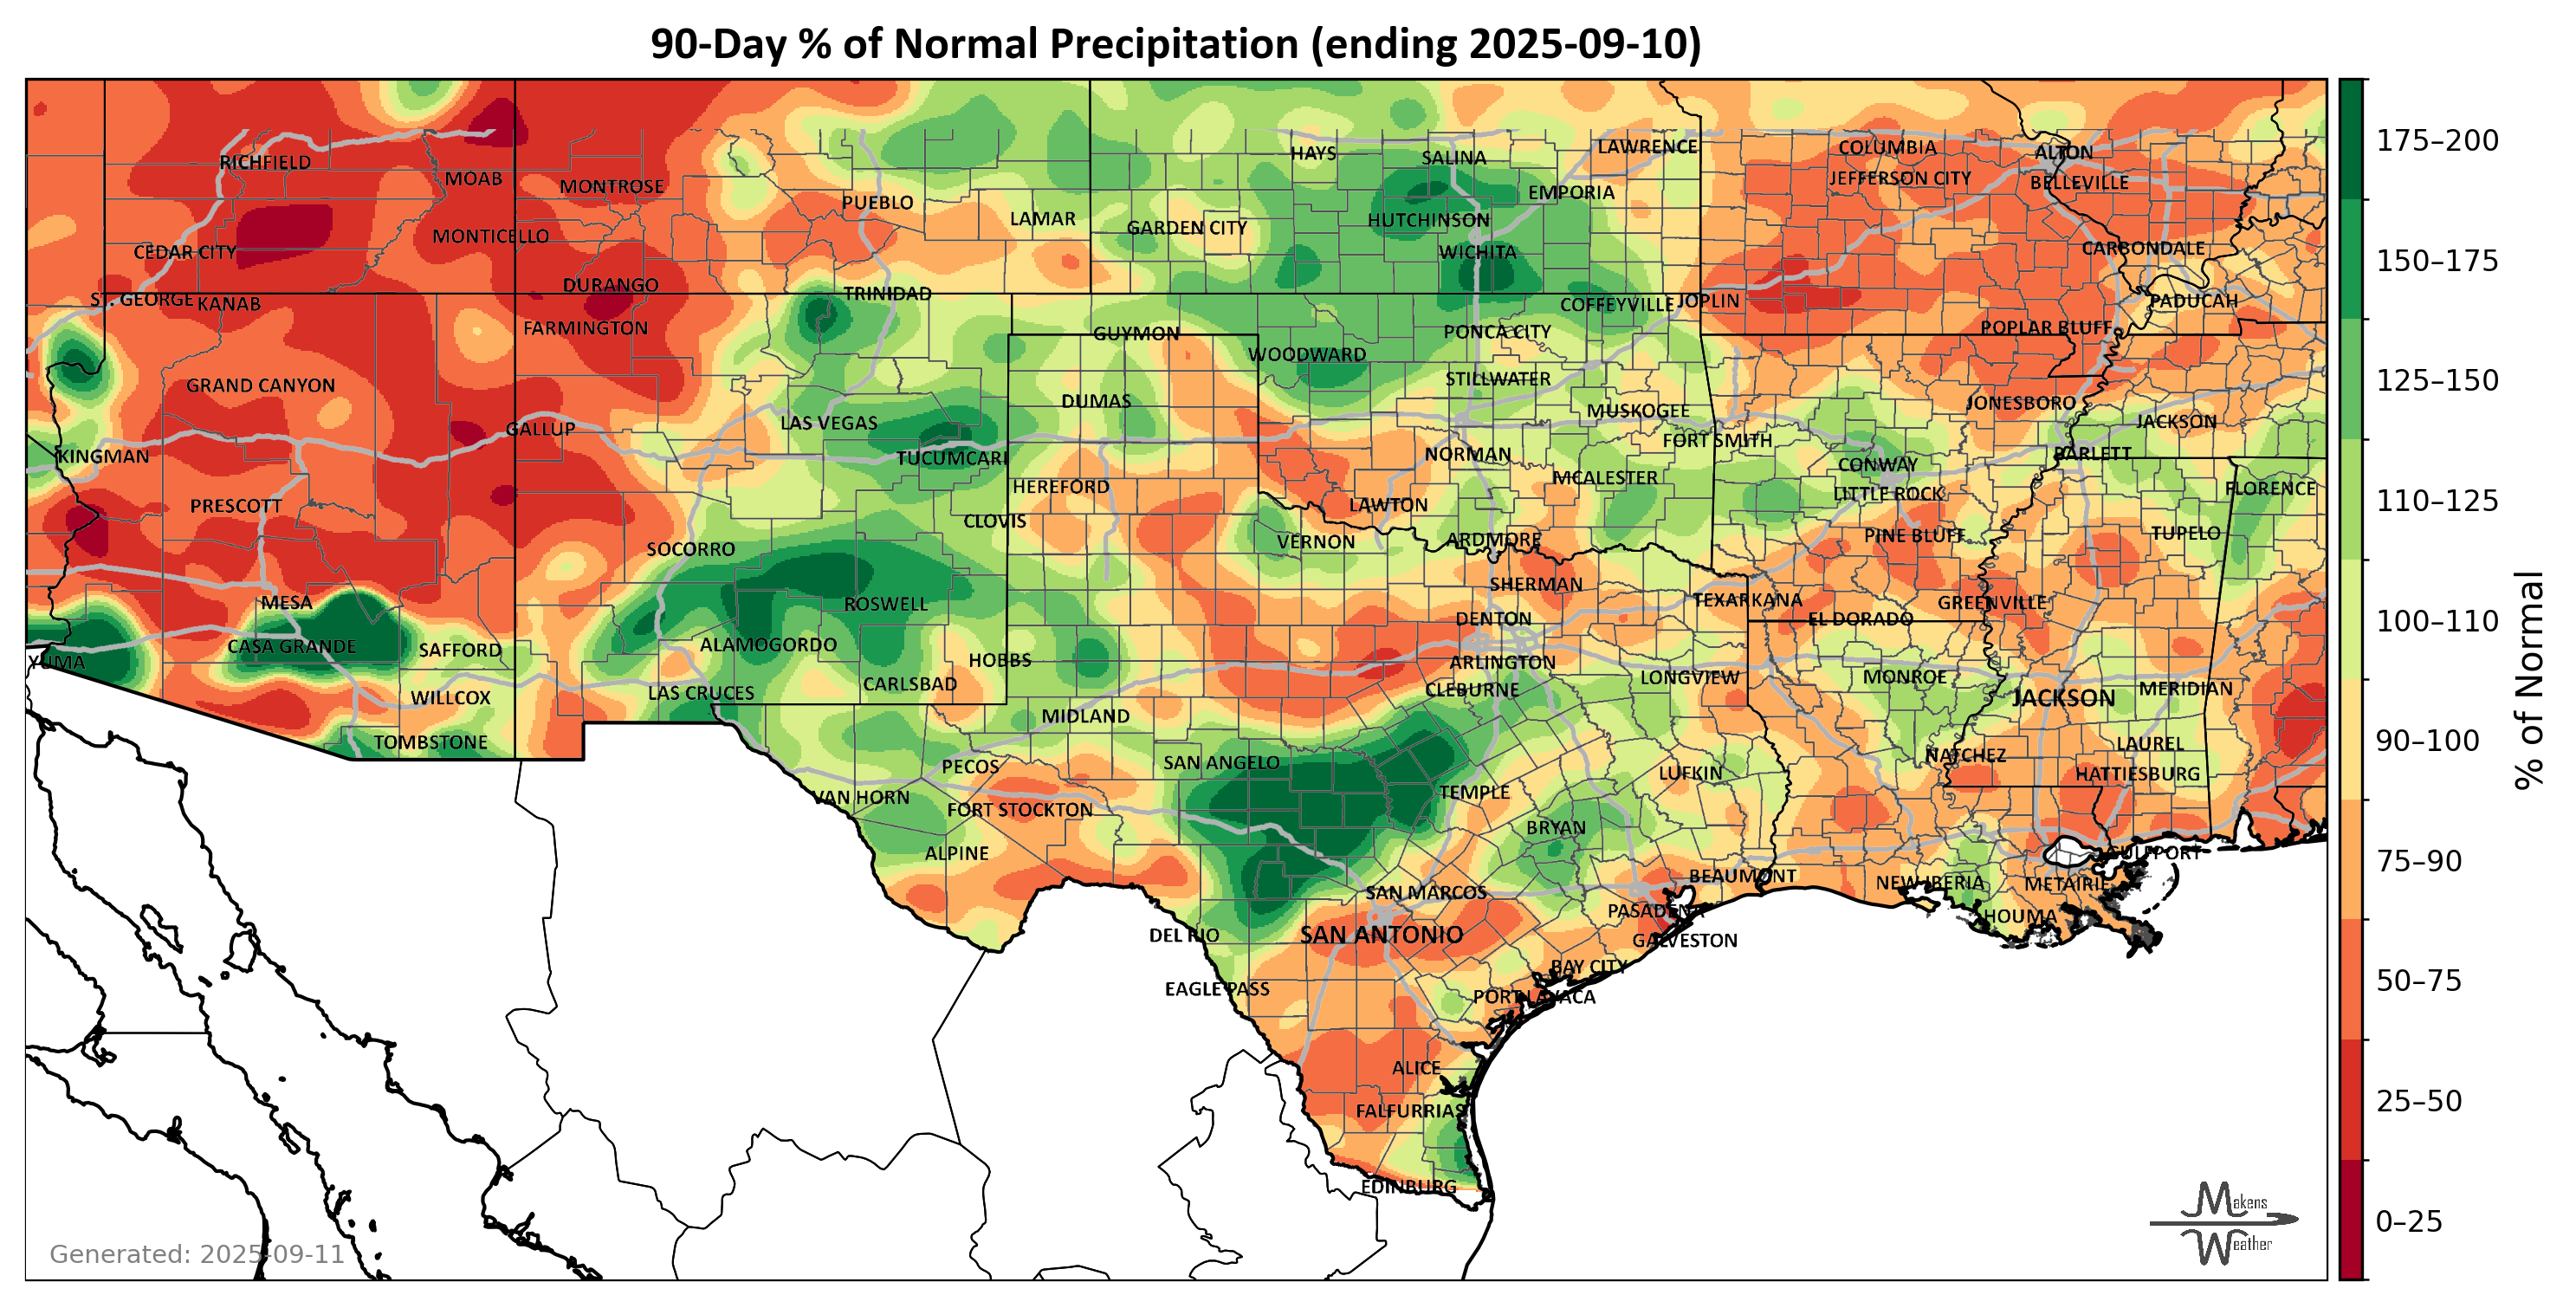 90-Day % of Normal Precipitation (ending 2025-09-10)
HAYS
SALINA
LAWRENCE
COLUMBIA
ALTON
RICHFIELD
MOAB
MONTROSE
JEFFERSON CITY
BELLEVILLE
PUEBLO
LAMAR
EMPORIA
GARDEN CITY
HUTCHINSON
CEDAR CITY
MONTICELLO
WICHITA
CARBONDALE
DURANGO
TRINIDAD
ST. GEORGE
KANAB
COFFEYVILLE
JOPLIN
PADUCAH
FARMINGTON
GUYMON
PONCA CITY
POPLAR BLUFF
WOODWARD
GRAND CANYON
STILLWATER
DUMAS
MUSKOGEE
JONESBORO
LAS VEGAS
JACKSON
GALLUP
FORT SMITH
KINGMAN
TUCUMCARI
NORMAN
BARLETT
CONWAY
HEREFORD
MCALESTER
LITTLE ROCK
FLORENCE
PRESCOTT
LAWTON
CLOVIS
PINE BLUFF
TUPELO
SOCORRO
VERNON
ARDMORE
SHERMAN
MESA
ROSWELL
TEXARKANA
GREENVILLE
DENTON
EL DORADO
CASA GRANDE
SAFFORD
ALAMOGORDO
YUMA
HOBBS
ARLINGTON
LONGVIEW
MONROE
CARLSBAD
CLEBURNE
MERIDIAN
WILLCOX
LAS CRUCES
JACKSON
MIDLAND
TOMBSTONE
LAUREL
NATCHEZ
PECOS
SAN ANGELO
LUFKIN
HATTIESBURG
VAN HORN
FORT STOCKTON
TEMPLE
BRYAN
ALPINE
GULFPORT
BEAUMONT
NEW IBERIA
METAIRIE
SAN MARCOS
PASADENA
HOUMA
DEL RIO
SAN ANTONIO
GALVESTON
BAY CITY
EAGLE PASS
PORT LAVACA
ALICE
FALFURRIAS
EDINBURG
175–200
150–175
125–150
110–125
100–110
90–100
75–90
50–75
25–50
0–25
% of Normal
Generated: 2025-09-11
Makens
Weather